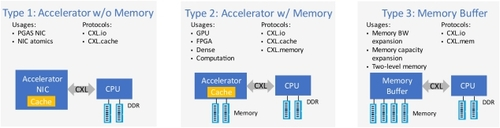 Type 1: Accelerator w/o Memory
Usages:
• PGAS NIC
• NIC atomics
Protocols:
• CXL.io
• CXL.cache
Accelerator
NIC
Cache
CXL
CPU
DDR
Type 2: Accelerator w/ Memory
Usages:
• GPU
• FPGA
• Dense
• Computation
Protocols:
• CXL.io
• CXL.cache
• CXL.memory
Accelerator
Cache
CXL
CPU
DDR
Memory
Type 3: Memory Buffer
Usages:
• Memory BW
expansion
• Memory capacity
expansion
• Two-level memory
Protocols:
• CXL.io
• CXL.mem
Memory
Buffer
CXL
CPU
DDR
Memory